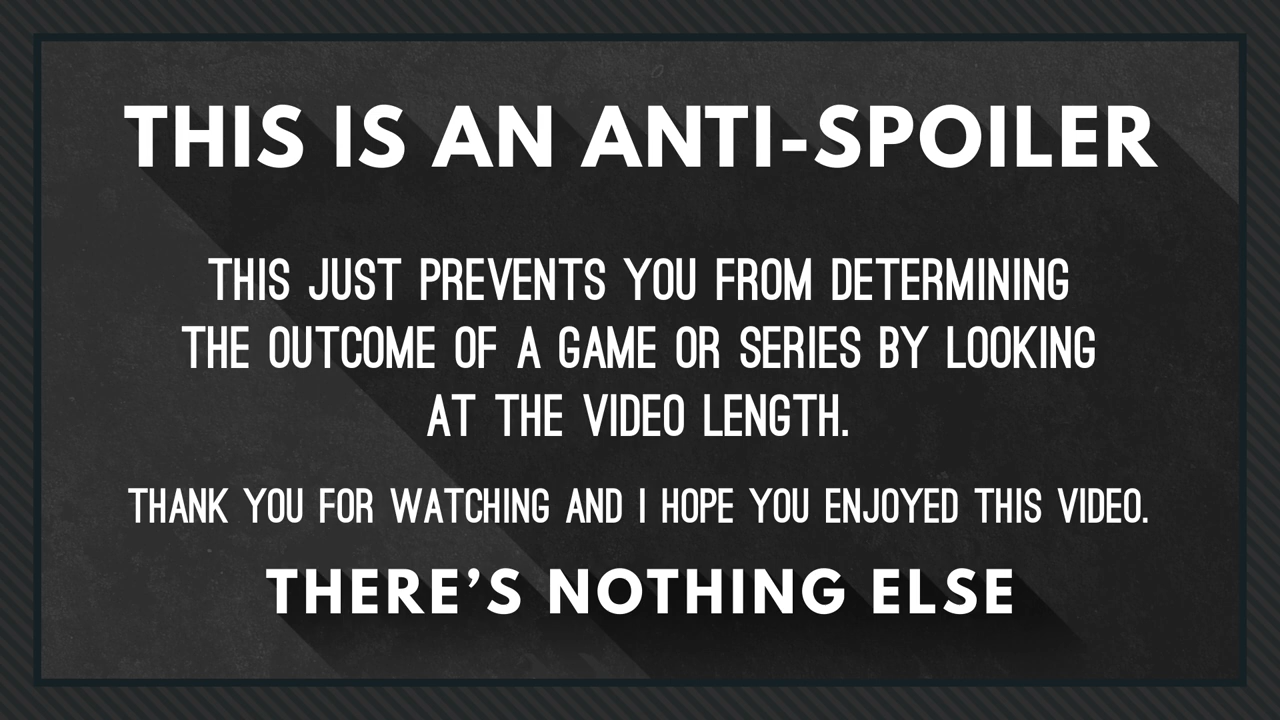 THIS IS AN ANTI-SPOILER
THIS JUST PREVENTS YOU FROM DETERMINING
THE OUTCOME OF A GAME OR SERIES BY LOOKING
AT THE VIDEO LENGTH.
THANK YOU FOR WATCHING AND I HOPE YOU ENJOYED THIS VIDEO.
THERE’S NOTHING ELSE